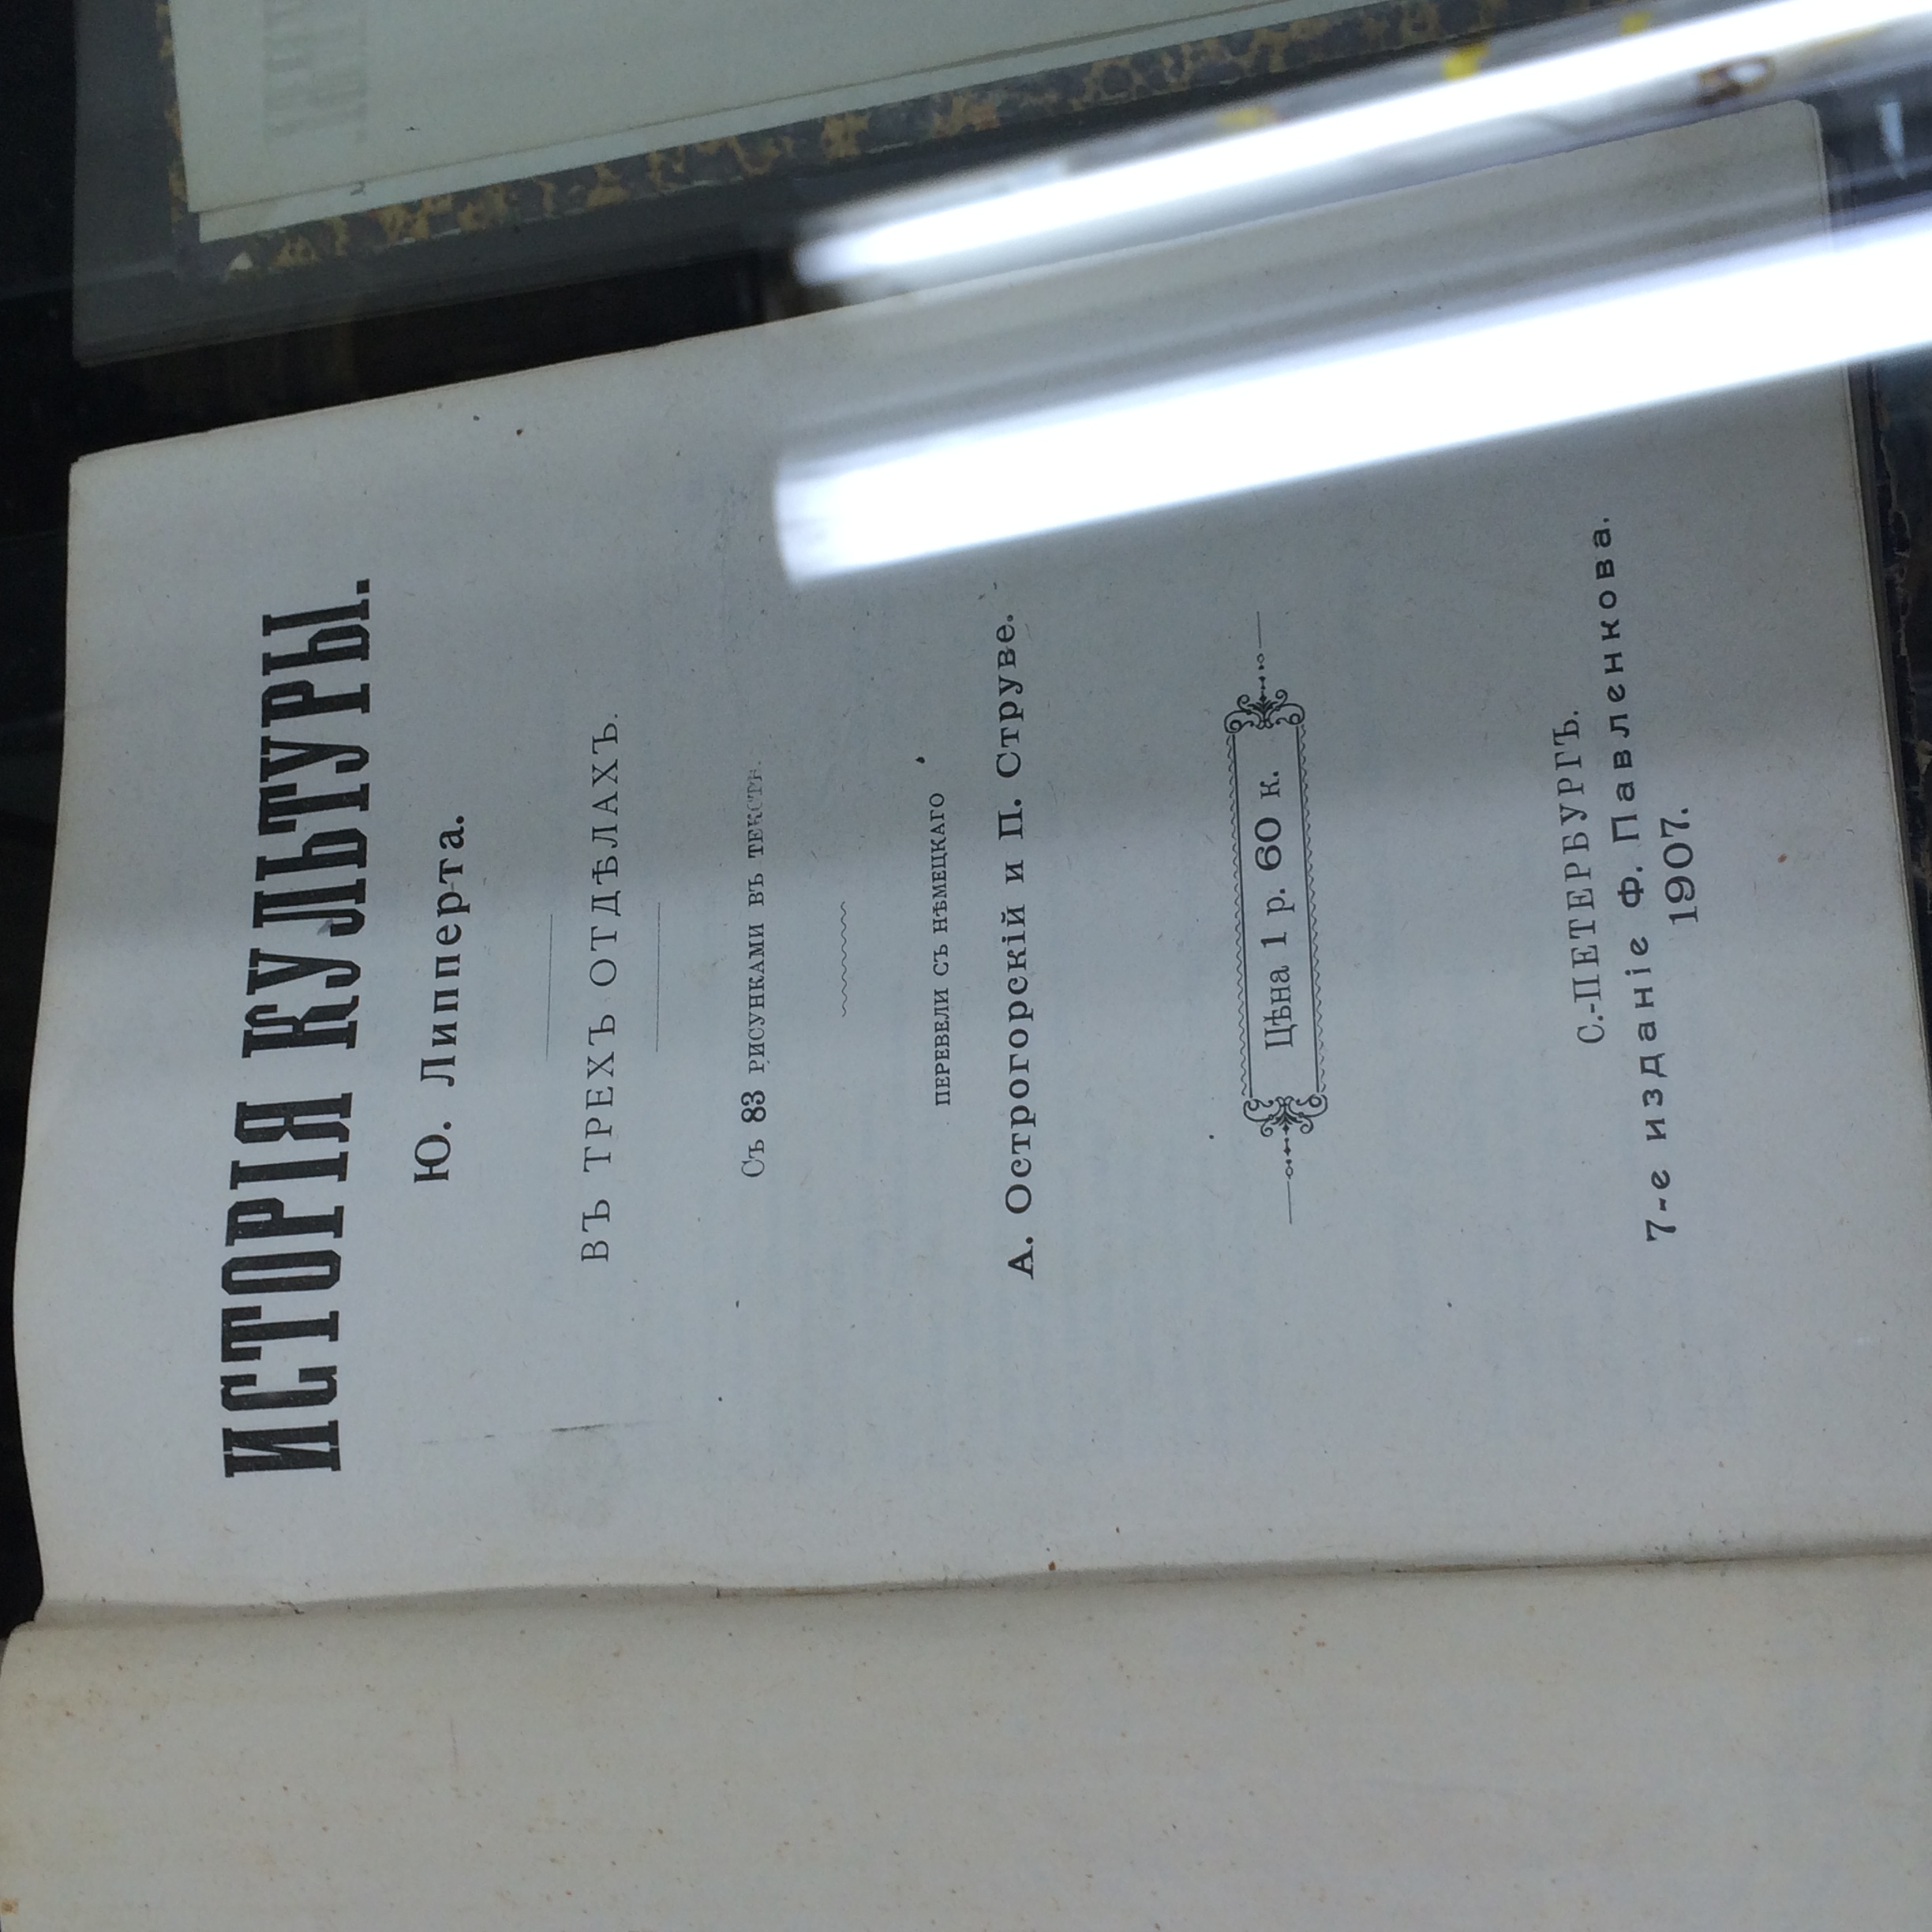 ИСТОРІЯ КУЛЬТУРЫ.
Ю. Липперта.
ВЪ ТРЕХЪ ОТДѢЛАХЪ.
Съ 83 РИСУНКАМИ ВЪ ТЕКСТѢ.
ПЕРЕВЕЛИ СЪ НѢМЕЦКАГО
А. Острогорскій и П. Струве.
Цѣна 1 р. 60 к.
С.-ПЕТЕРБУРГЪ.
7-е изданіе Ф. Павленкова.
1907.